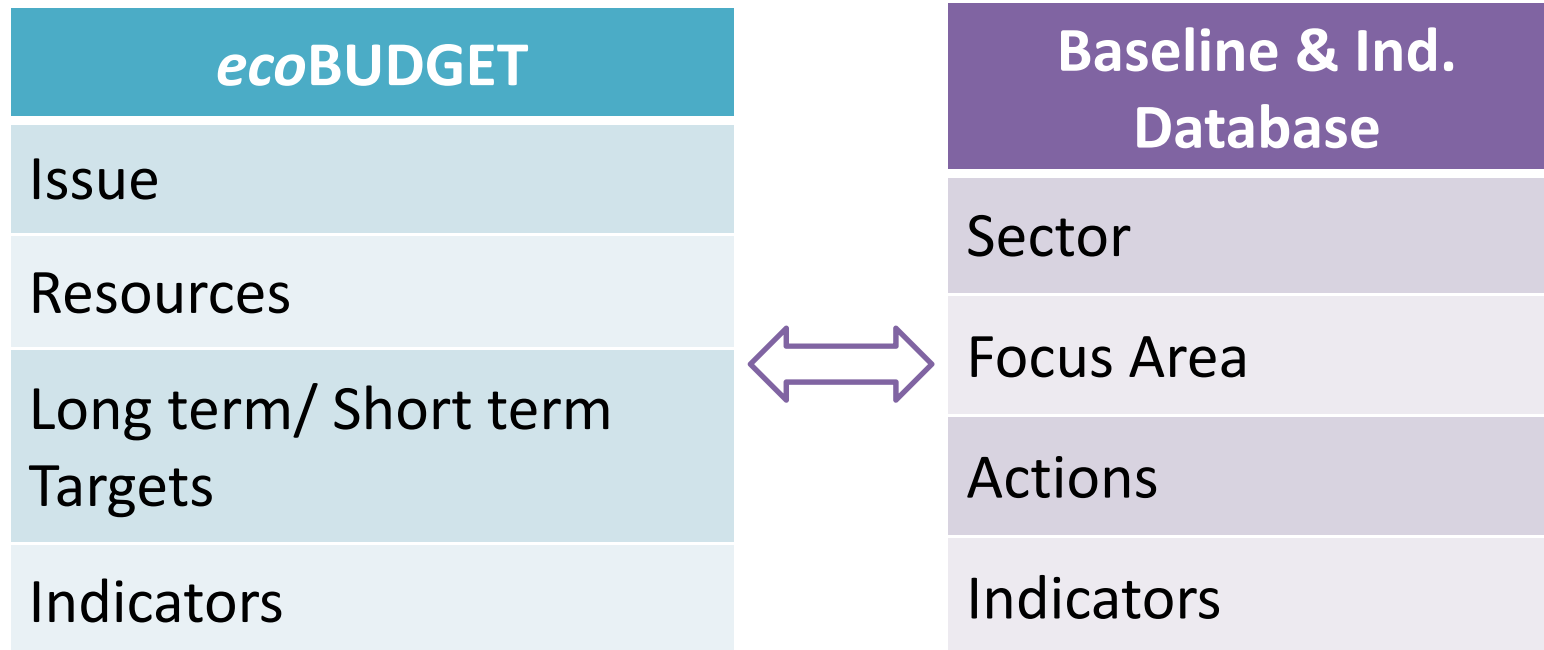 ecoBUDGET
Issue
Resources
Long term/ Short term
Targets
Indicators
Baseline & Ind.
Database
Sector
Focus Area
Actions
Indicators